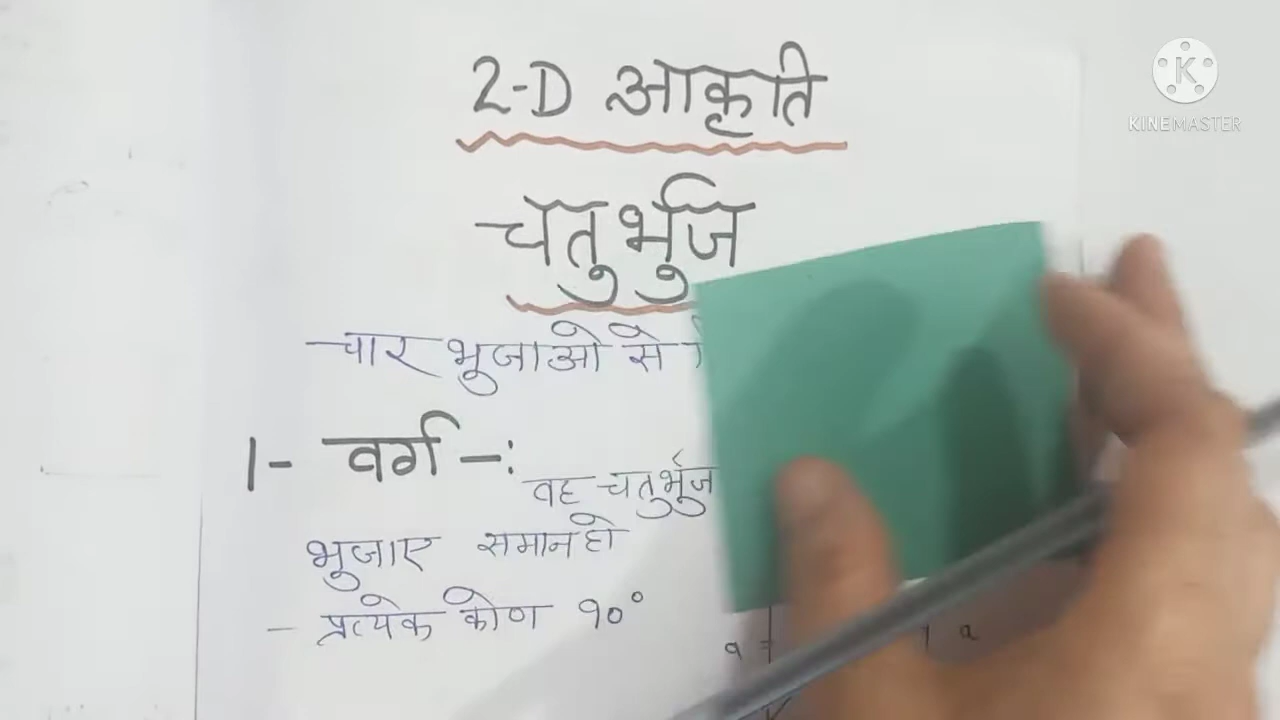 2-D आकृति
KINEMASTER
चतुर्भुज
चार भूजाओ से
1- वर्ग -:
वह चतुर्भुज
भूजाए समान हो
- प्रत्येक कोण 90°
a
a